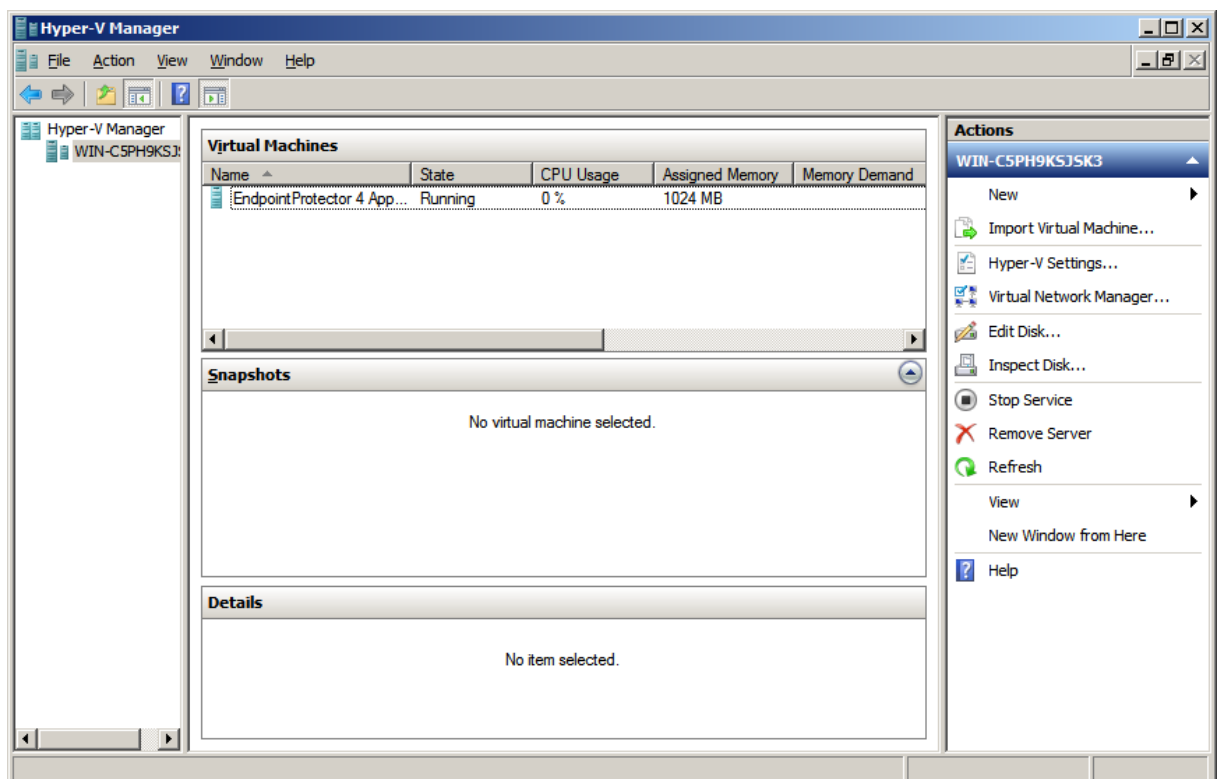 Hyper-V Manager
File Action View Window Help
Hyper-V Manager
WIN-C5PH9KSJ
Virtual Machines
Name State CPU Usage Assigned Memory Memory Demand
EndpointProtector 4 App... Running 0 % 1024 MB
Snapshots
No virtual machine selected.
Details
No item selected.
Actions
WIN-C5PH9KSJSK3
New
Import Virtual Machine...
Hyper-V Settings...
Virtual Network Manager...
Edit Disk...
Inspect Disk...
Stop Service
Remove Server
Refresh
View
New Window from Here
Help